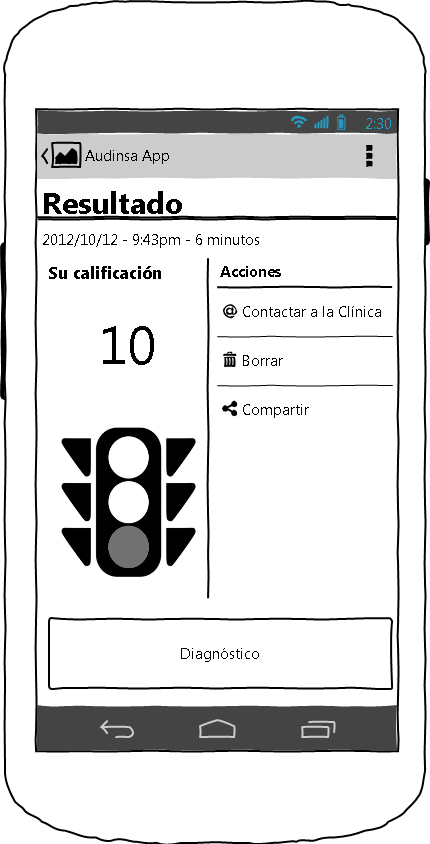 2:30
Audinsa App
Resultado
2012/10/12 - 9:43pm - 6 minutos
Su calificación
10
Acciones
@ Contactar a la Clínica
Borrar
Compartir
Diagnóstico